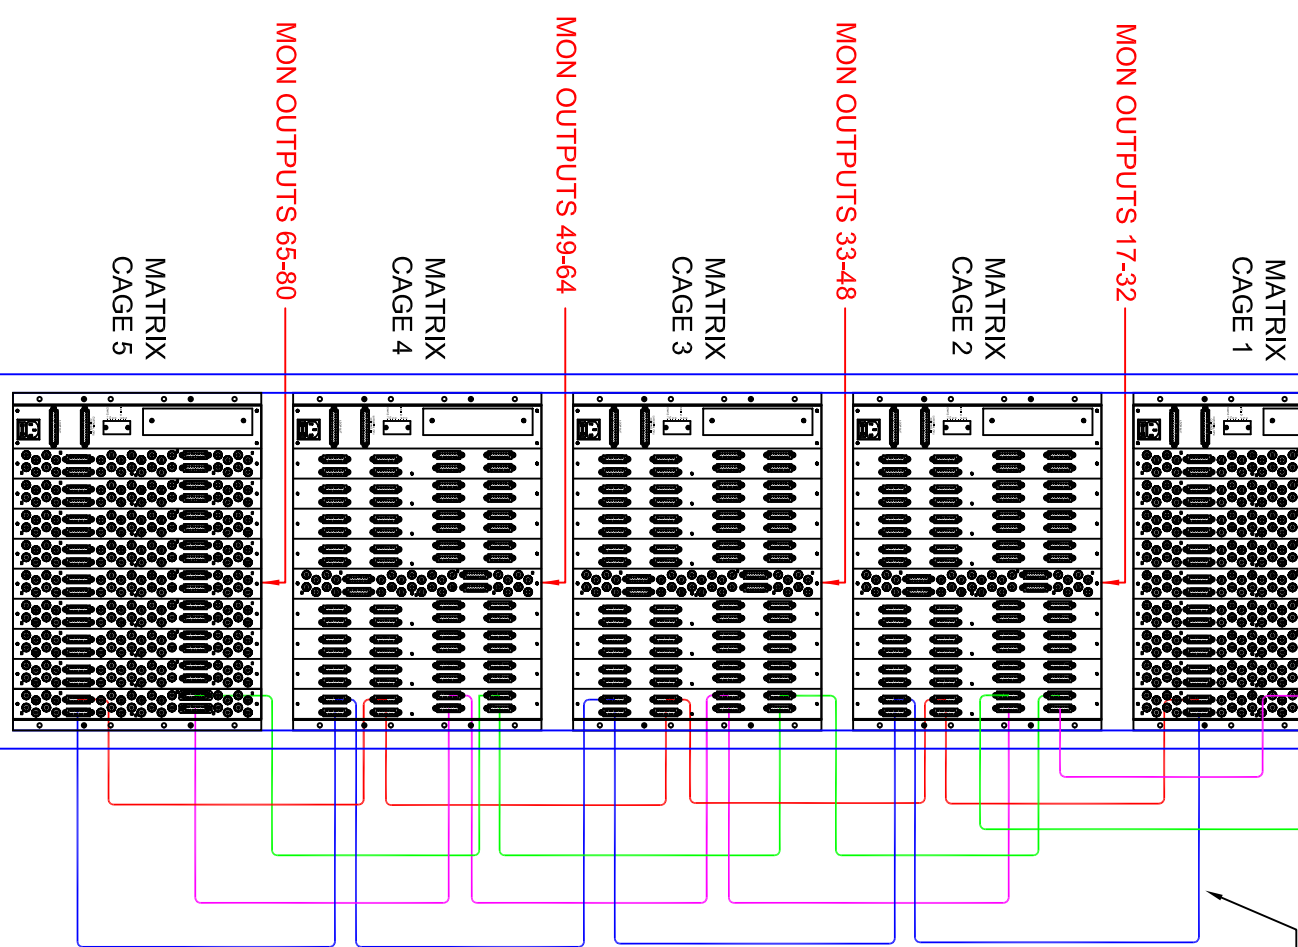 MON OUTPUTS 65-80
MON OUTPUTS 49-64
MON OUTPUTS 33-48
MON OUTPUTS 17-32
MATRIX
CAGE 5
MATRIX
CAGE 4
MATRIX
CAGE 3
MATRIX
CAGE 2
MATRIX
CAGE 1